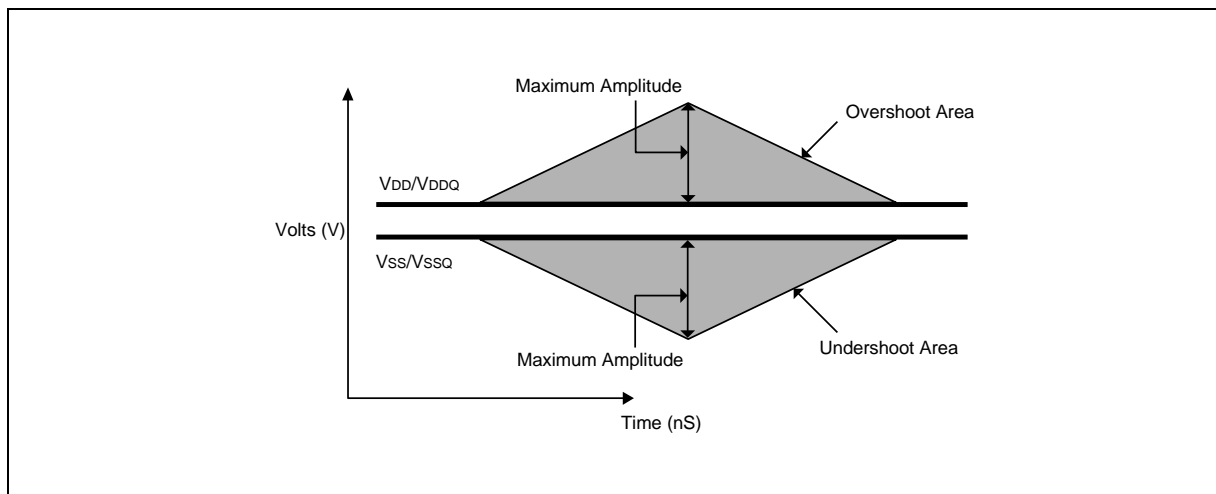 Maximum Amplitude
Overshoot Area
VDD/VDDQ
Volts (V)
VSS/VSSQ
Maximum Amplitude
Undershoot Area
Time (nS)